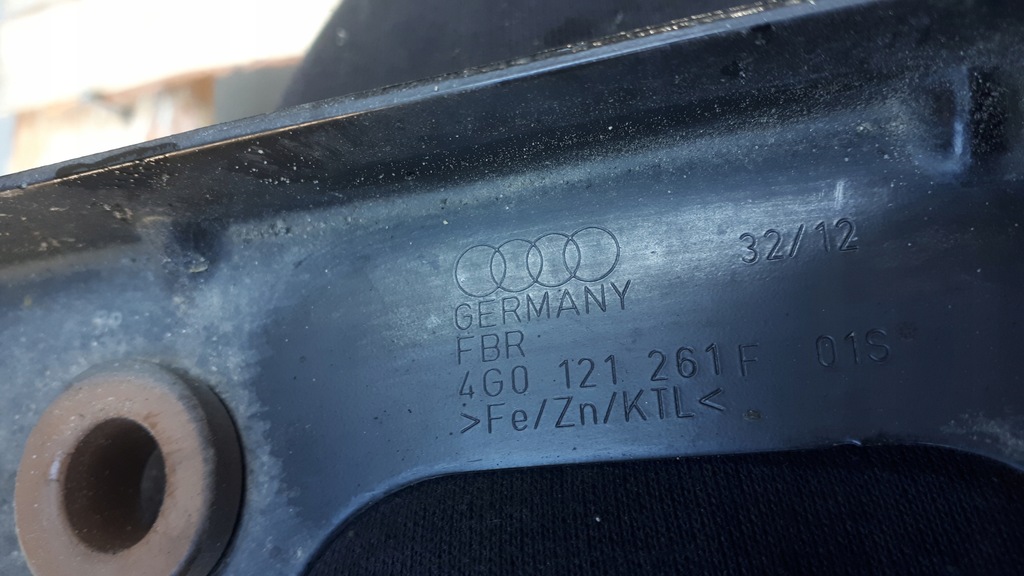 32/12
GERMANY
FBR
4G0 121 261 F 01S
>Fe/Zn/KTL<